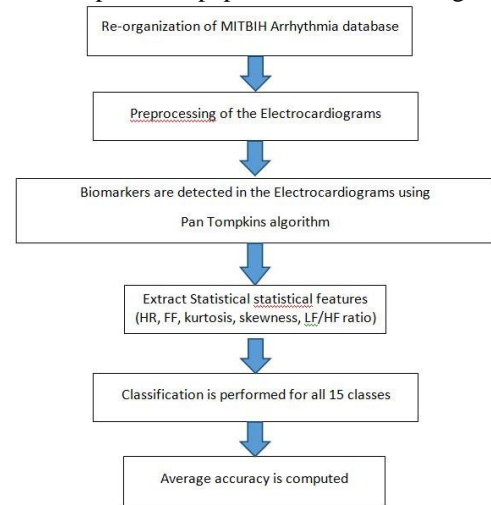 Re-organization of MITBIH Arrhythmia database
Preprocessing of the Electrocardiograms
Biomarkers are detected in the Electrocardiograms using
Pan Tompkins algorithm
Extract Statistical statistical features
(HR, FF, kurtosis, skewness, LF/HF ratio)
Classification is performed for all 15 classes
Average accuracy is computed